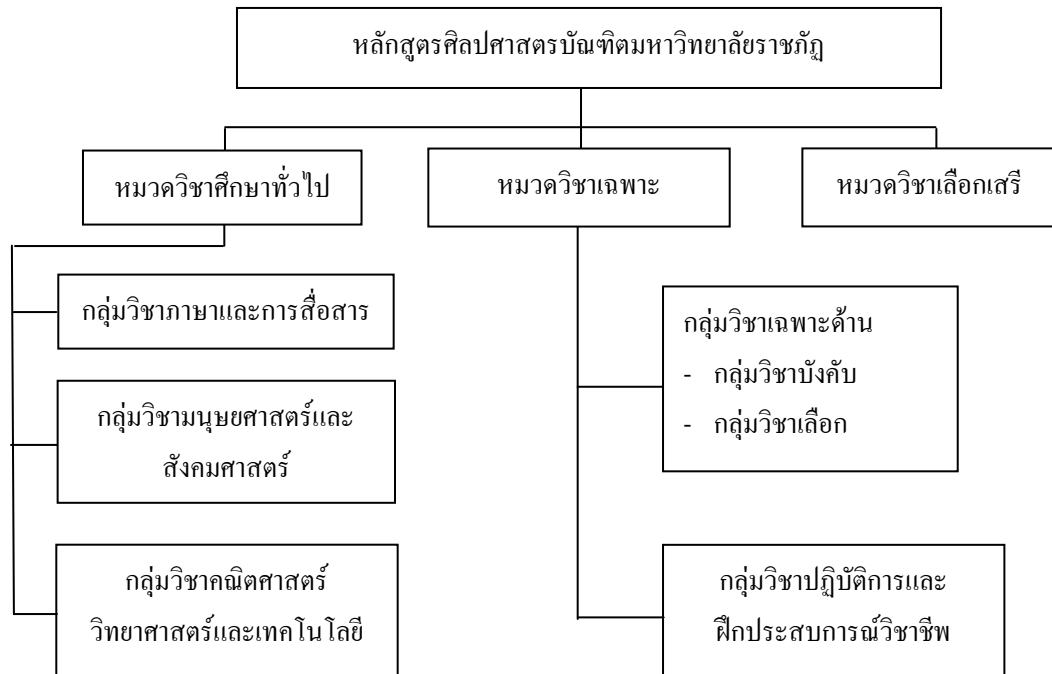 หลักสูตรศิลปศาสตรบัณฑิตมหาวิทยาลัยราชภัฏ
หมวดวิชาศึกษาทั่วไป
หมวดวิชาเฉพาะ
หมวดวิชาเลือกเสรี
กลุ่มวิชาภาษาและการสื่อสาร
กลุ่มวิชามนุษยศาสตร์และ
สังคมศาสตร์
กลุ่มวิชาคณิตศาสตร์
วิทยาศาสตร์และเทคโนโลยี
กลุ่มวิชาเฉพาะด้าน
- กลุ่มวิชาบังคับ
- กลุ่มวิชาเลือก
กลุ่มวิชาปฏิบัติการและ
ฝึกประสบการณ์วิชาชีพ